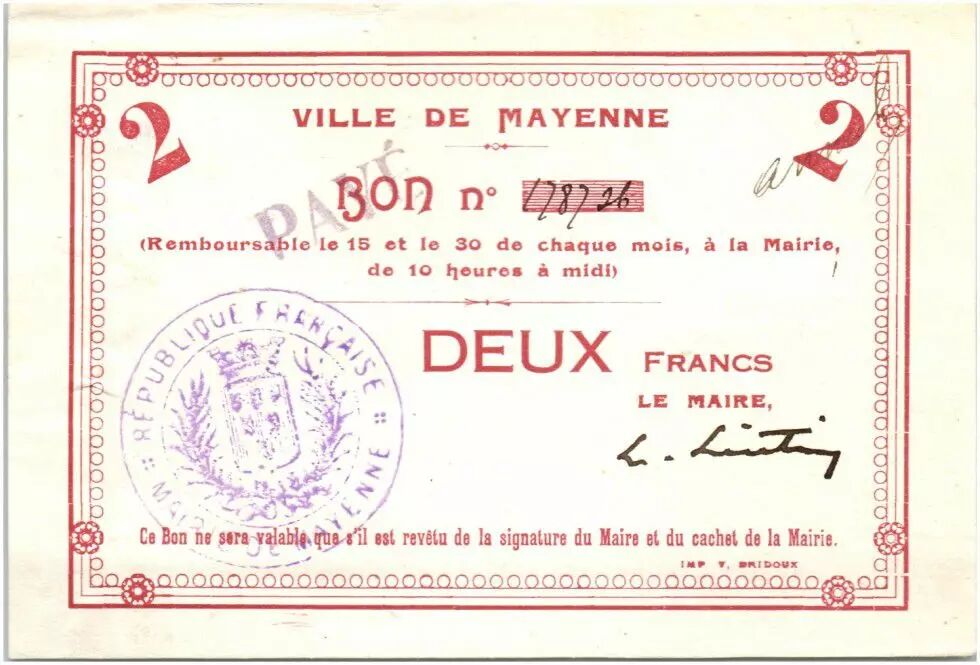 2 2
VILLE DE MAYENNE
PAYÉ
BON nº 178726
(Remboursable le 15 et le 30 de chaque mois, à la Mairie,
de 10 heures à midi)
DEUX FRANCS
LE MAIRE,
RÉPUBLIQUE FRANÇAISE
MAIRIE DE MAYENNE
Ce Bon ne sera valable que s'il est revêtu de la signature du Maire et du cachet de la Mairie.
IMP V. BRIDOUX